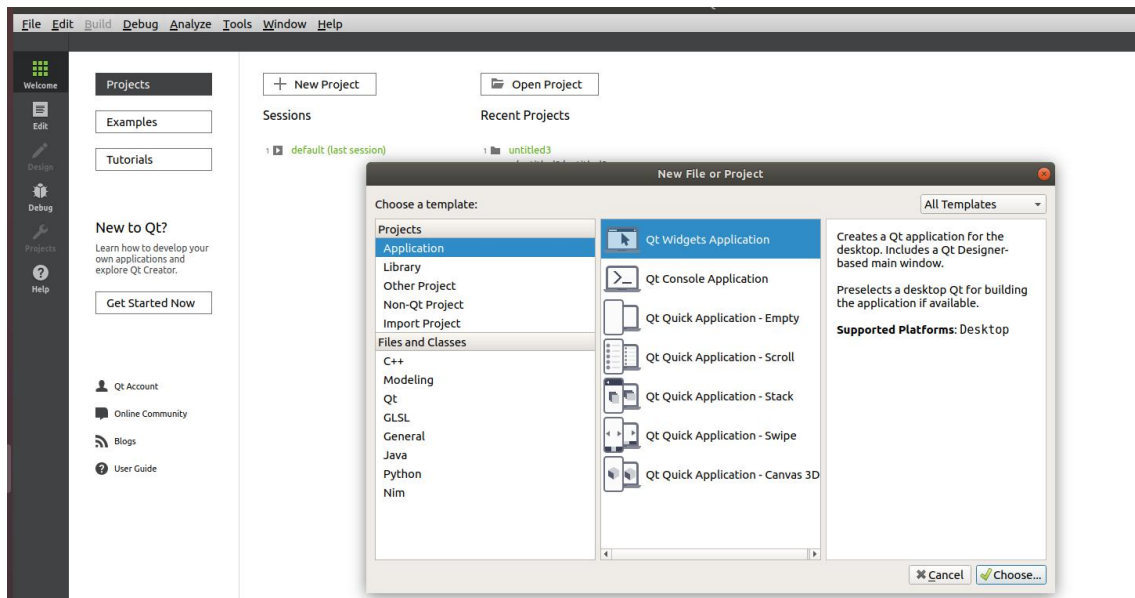 File Edit Build Debug Analyze Tools Window Help
Welcome
Edit
Design
Debug
Projects
Help
Projects
Examples
Tutorials
New to Qt?
Learn how to develop your
own applications and
explore Qt Creator.
Get Started Now
Qt Account
Online Community
Blogs
User Guide
New Project
Open Project
Sessions
Recent Projects
1 default (last session)
1 untitled3
New File or Project
Choose a template:
All Templates
Projects
Application
Library
Other Project
Non-Qt Project
Import Project
Files and Classes
C++
Modeling
Qt
GLSL
General
Java
Python
Nim
Qt Widgets Application
Qt Console Application
Qt Quick Application - Empty
Qt Quick Application - Scroll
Qt Quick Application - Stack
Qt Quick Application - Swipe
Qt Quick Application - Canvas 3D
Creates a Qt application for the
desktop. Includes a Qt Designer-
based main window.
Preselects a desktop Qt for building
the application if available.
Supported Platforms: Desktop
Cancel
Choose...